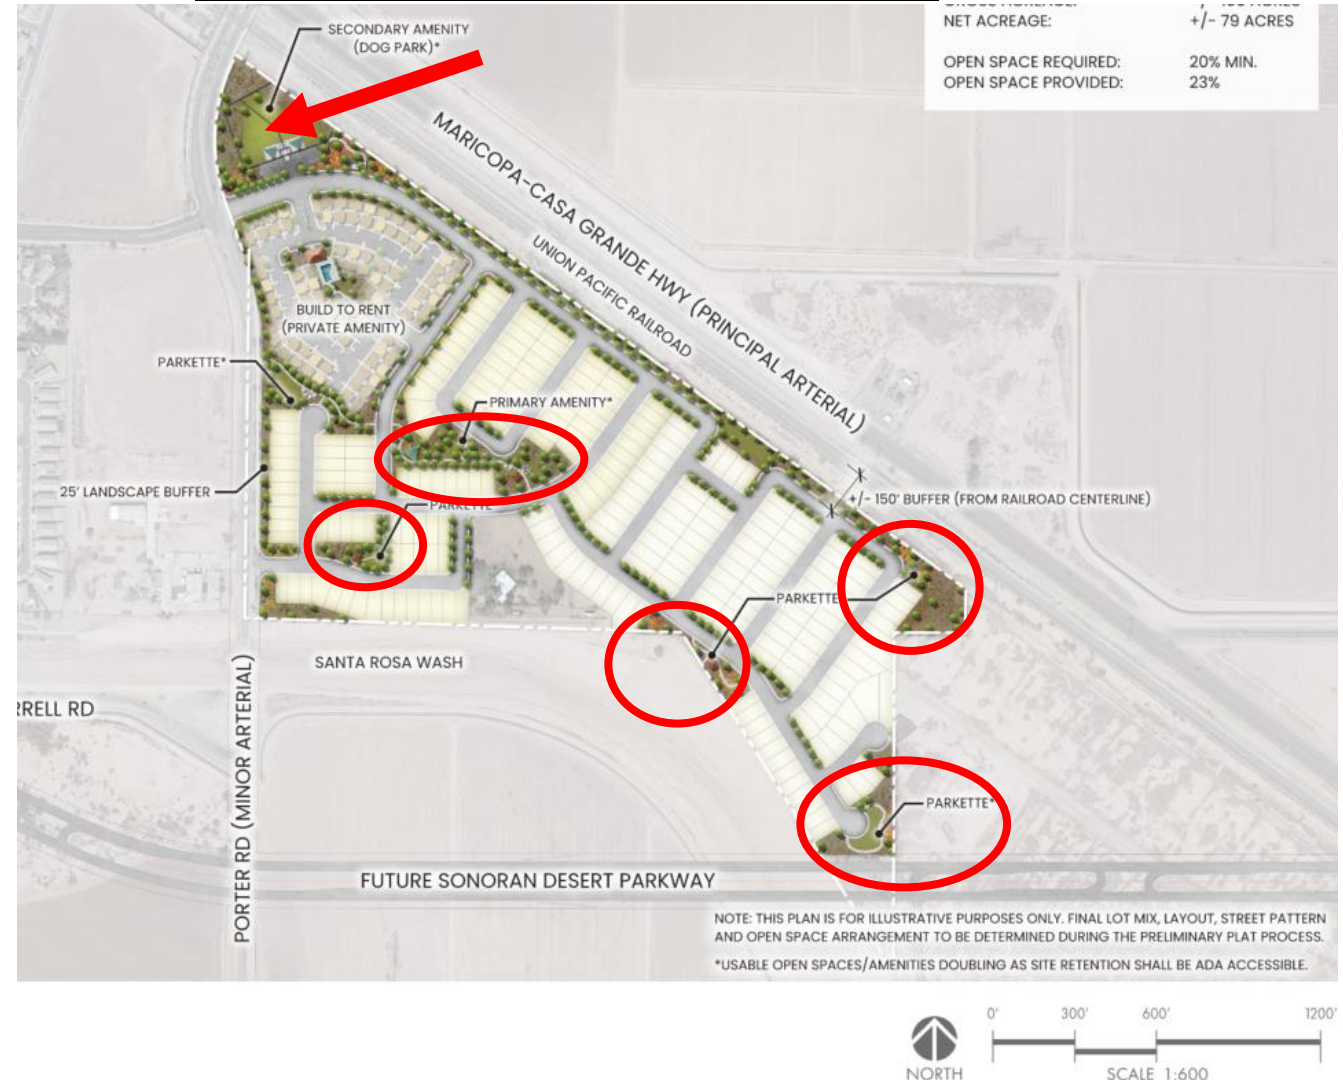 NET ACREAGE: +/- 79 ACRES
OPEN SPACE REQUIRED: 20% MIN.
OPEN SPACE PROVIDED: 23%
SECONDARY AMENITY
(DOG PARK)*
MARICOPA-CASA GRANDE HWY (PRINCIPAL ARTERIAL)
UNION PACIFIC RAILROAD
BUILD TO RENT
(PRIVATE AMENITY)
PARKETTE*
PRIMARY AMENITY*
25' LANDSCAPE BUFFER
+/- 150' BUFFER (FROM RAILROAD CENTERLINE)
PARKETTE
PARKETTE
SANTA ROSA WASH
RRELL RD
PORTER RD (MINOR ARTERIAL)
PARKETTE*
FUTURE SONORAN DESERT PARKWAY
NOTE: THIS PLAN IS FOR ILLUSTRATIVE PURPOSES ONLY. FINAL LOT MIX, LAYOUT, STREET PATTERN
AND OPEN SPACE ARRANGEMENT TO BE DETERMINED DURING THE PRELIMINARY PLAT PROCESS.
*USABLE OPEN SPACES/AMENITIES DOUBLING AS SITE RETENTION SHALL BE ADA ACCESSIBLE.
0' 300' 600' 1200'
NORTH
SCALE 1:600